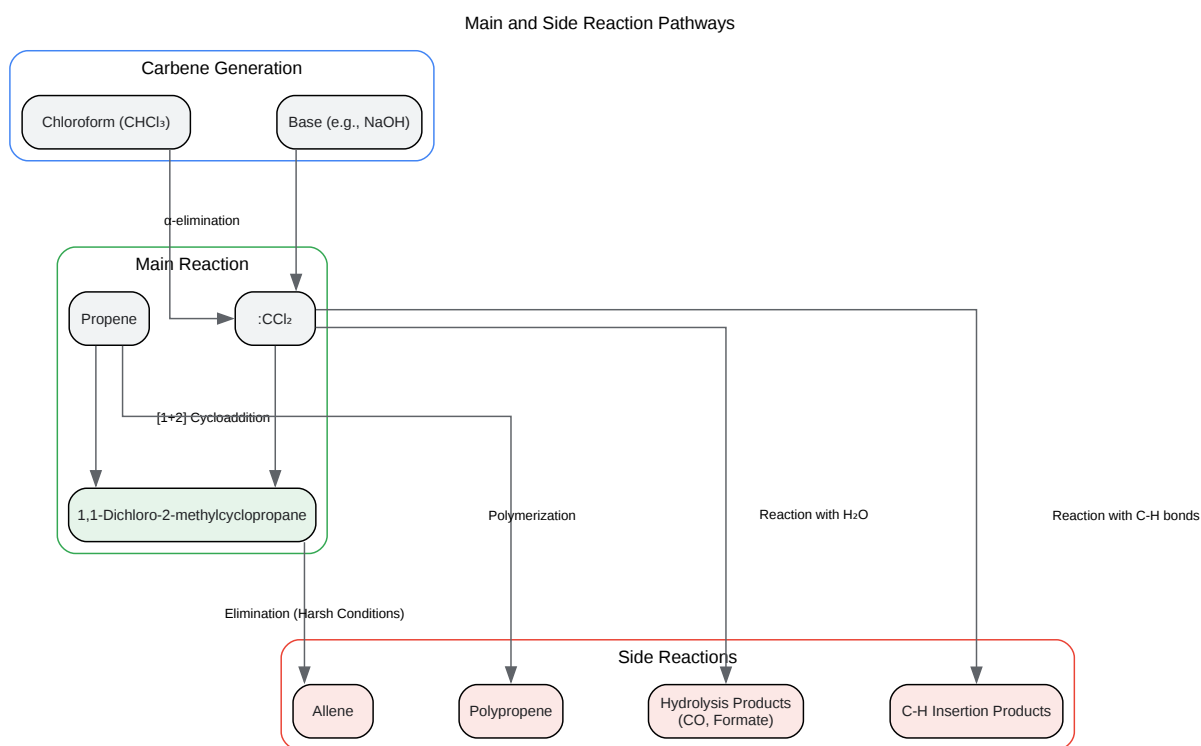 Main and Side Reaction Pathways
Carbene Generation
Chloroform (CHCl₃)
Base (e.g., NaOH)
α-elimination
Main Reaction
Propene
:CCl₂
[1+2] Cycloaddition
1,1-Dichloro-2-methylcyclopropane
Polymerization
Reaction with H₂O
Reaction with C-H bonds
Elimination (Harsh Conditions)
Side Reactions
Allene
Polypropene
Hydrolysis Products
(CO, Formate)
C-H Insertion Products